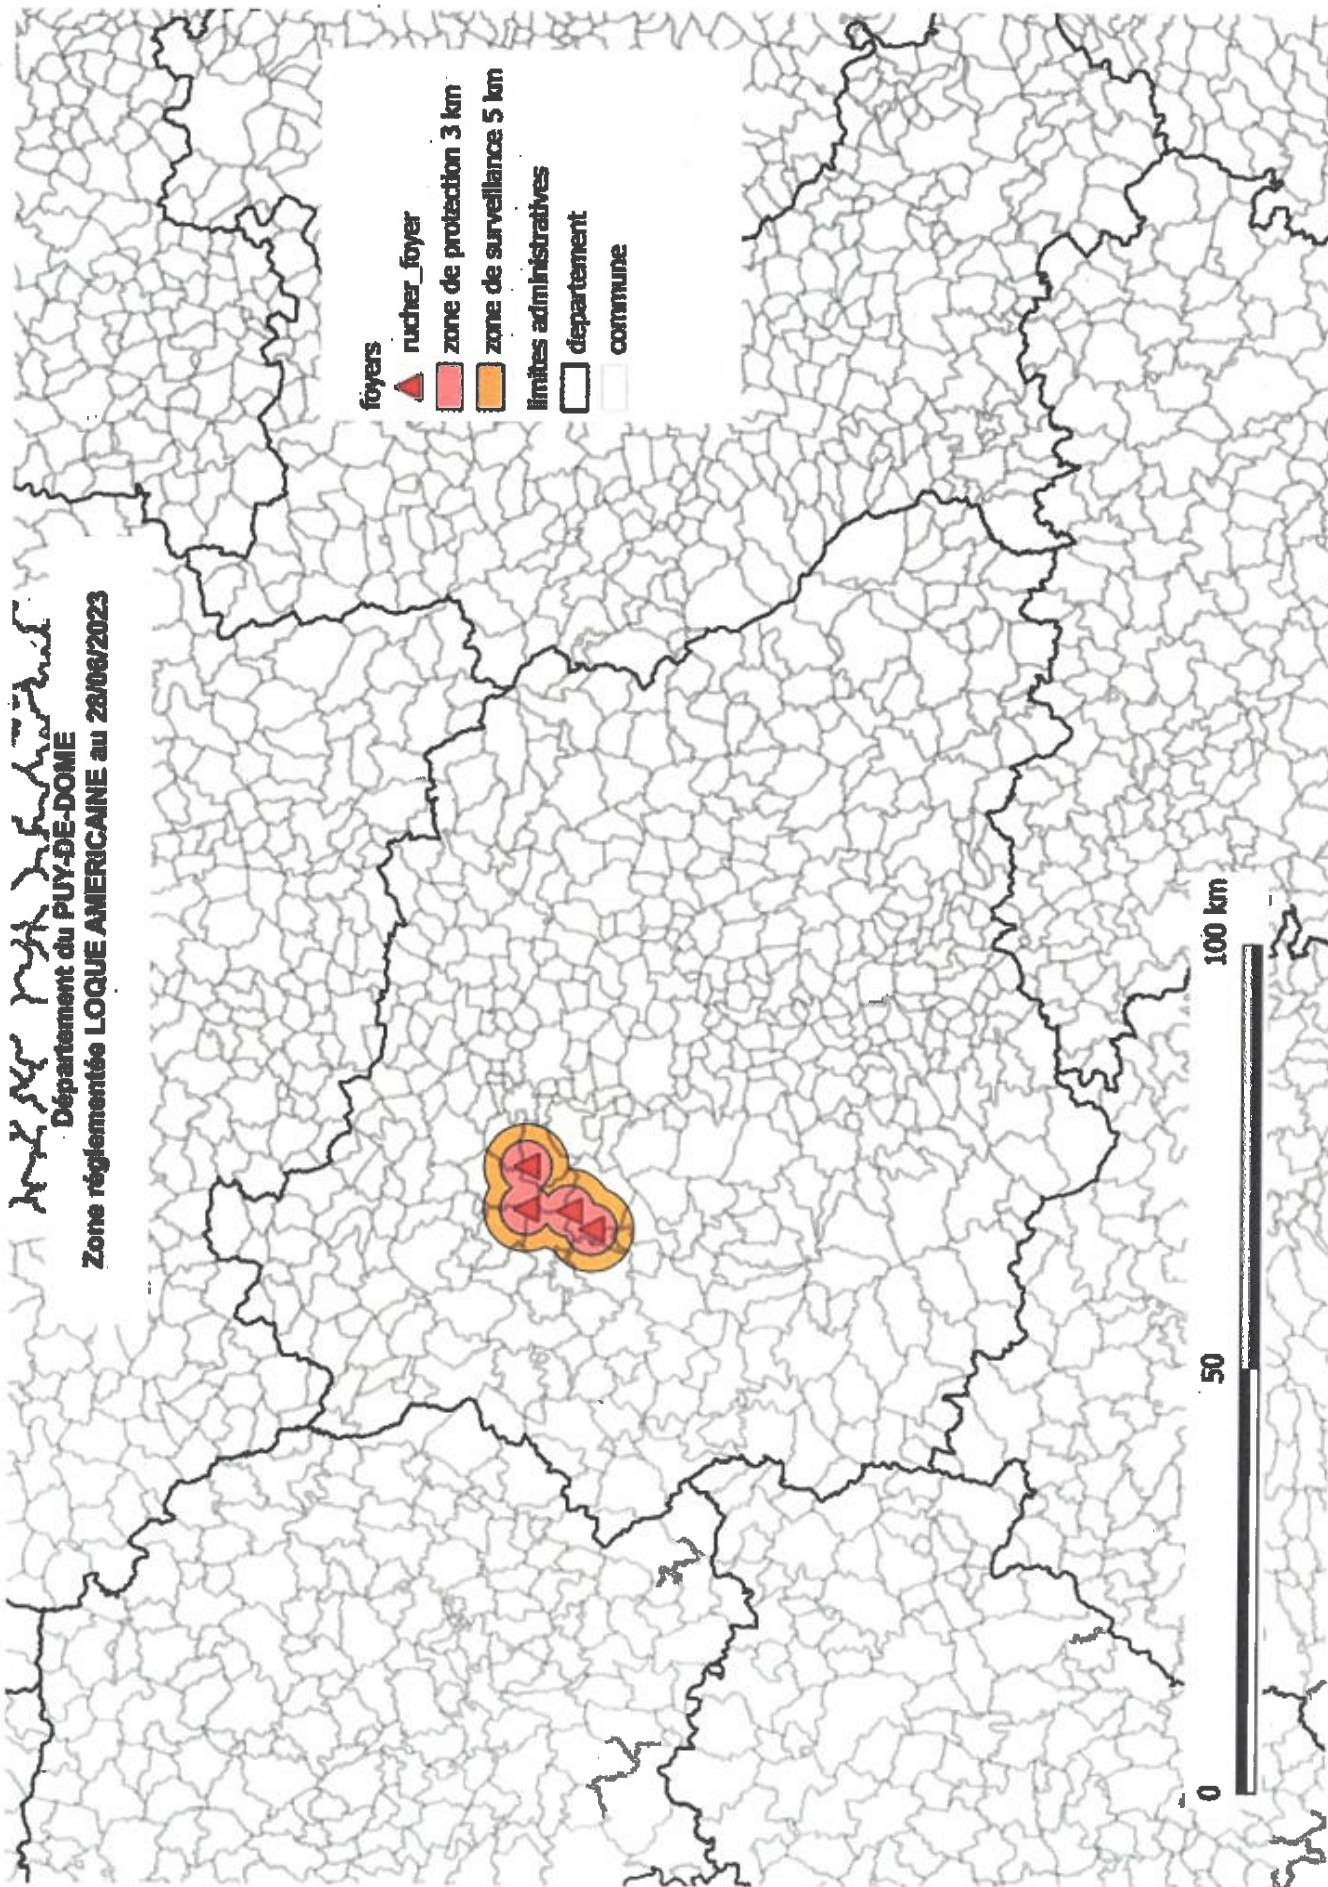 Département du PUY-DE-DOME
Zone réglementée LOQUE AMERICAINE au 28/06/2023
foyers
rucher_foyer
zone de protection 3 km
zone de surveillance 5 km
limites administratives
departement
commune
0
50
100 km